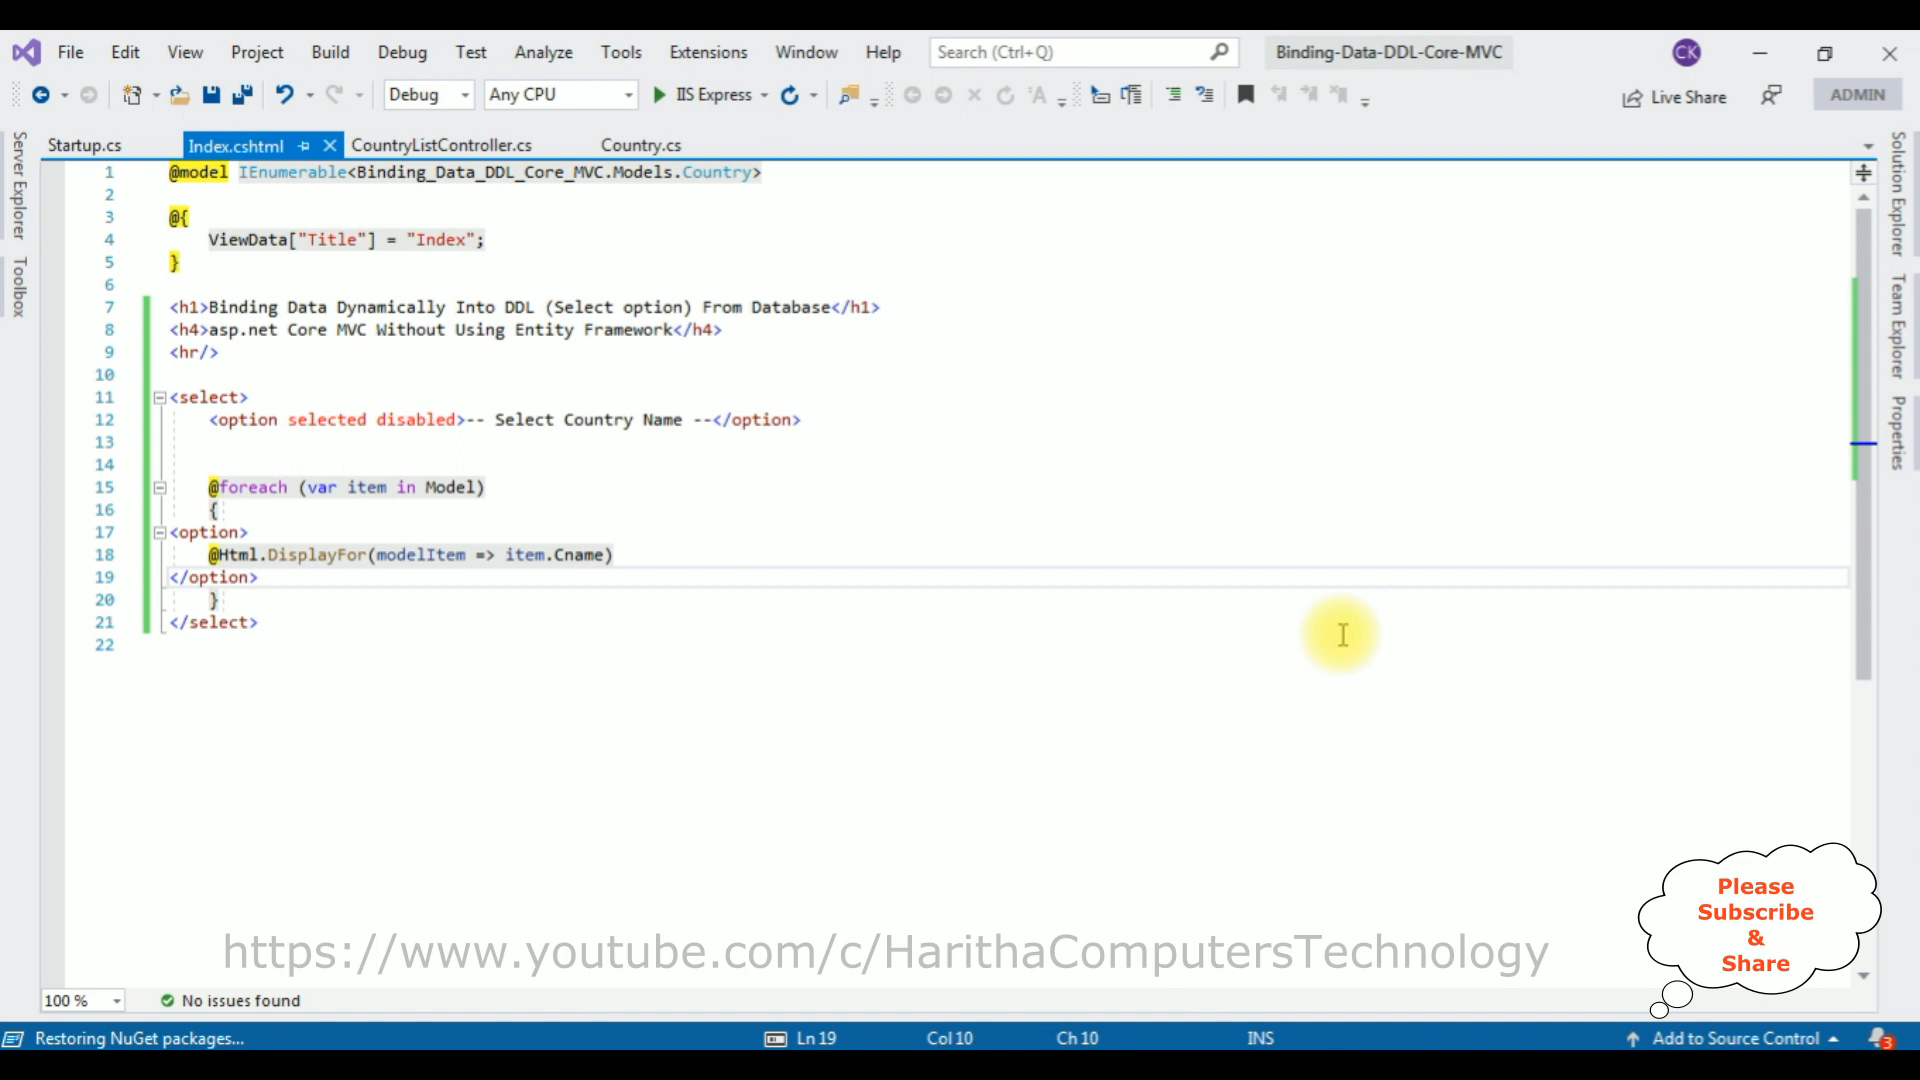 File Edit View Project Build Debug Test Analyze Tools Extensions Window Help Search (Ctrl+Q) Binding-Data-DDL-Core-MVC CK
Debug Any CPU IIS Express Live Share ADMIN
Server Explorer
Toolbox
Startup.cs Index.cshtml CountryListController.cs Country.cs
1 @model IEnumerable<Binding_Data_DDL_Core_MVC.Models.Country>
2
3 @{
4 ViewData["Title"] = "Index";
5 }
6
7 <h1>Binding Data Dynamically Into DDL (Select option) From Database</h1>
8 <h4>asp.net Core MVC Without Using Entity Framework</h4>
9 <hr/>
10
11 <select>
12 <option selected disabled>-- Select Country Name --</option>
13
14
15 @foreach (var item in Model)
16 {
17 <option>
18 @Html.DisplayFor(modelItem => item.Cname)
19 </option>
20 }
21 </select>
22
Solution Explorer
Team Explorer
Properties
Please
Subscribe
&
Share
https://www.youtube.com/c/HarithaComputersTechnology
100 % No issues found
Restoring NuGet packages... Ln 19 Col 10 Ch 10 INS Add to Source Control 3